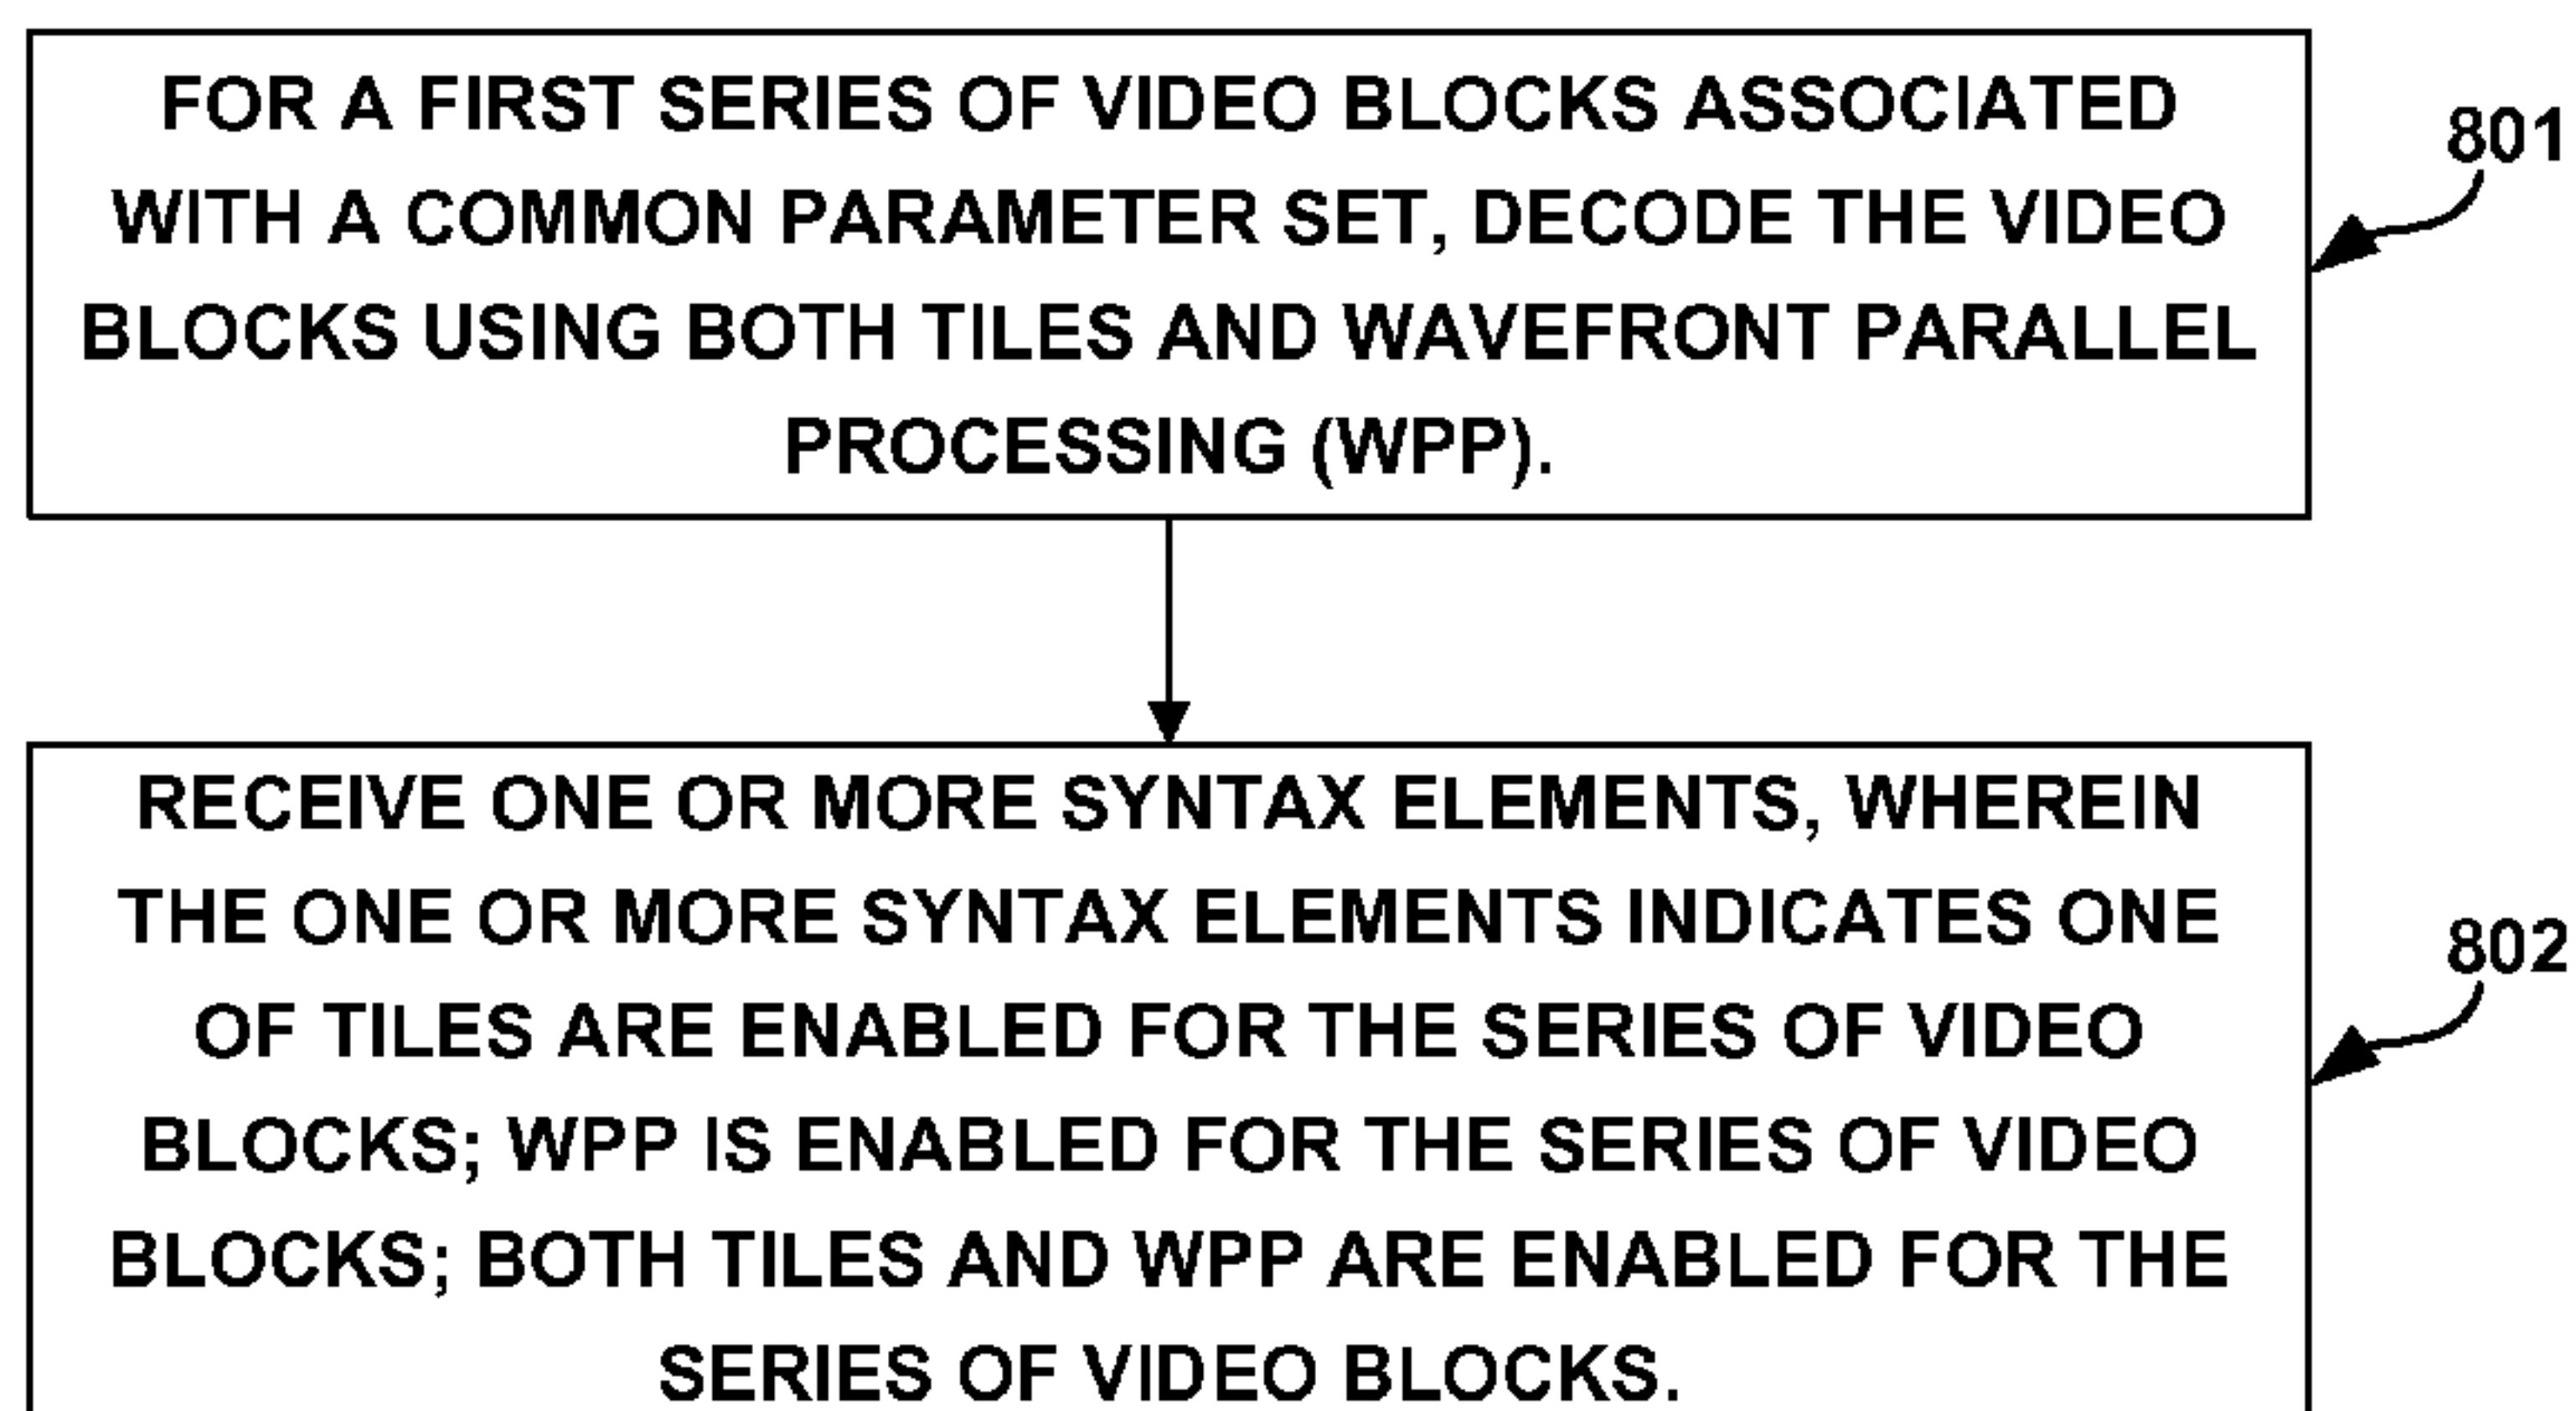 FOR A FIRST SERIES OF VIDEO BLOCKS ASSOCIATED
WITH A COMMON PARAMETER SET, DECODE THE VIDEO
BLOCKS USING BOTH TILES AND WAVEFRONT PARALLEL
PROCESSING (WPP).
801
RECEIVE ONE OR MORE SYNTAX ELEMENTS, WHEREIN
THE ONE OR MORE SYNTAX ELEMENTS INDICATES ONE
OF TILES ARE ENABLED FOR THE SERIES OF VIDEO
BLOCKS; WPP IS ENABLED FOR THE SERIES OF VIDEO
BLOCKS; BOTH TILES AND WPP ARE ENABLED FOR THE
SERIES OF VIDEO BLOCKS.
802